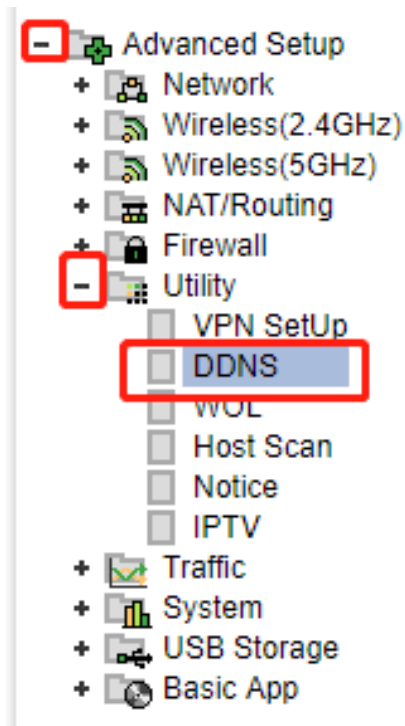 Advanced Setup
Network
Wireless(2.4GHz)
Wireless(5GHz)
NAT/Routing
Firewall
Utility
VPN SetUp
DDNS
WOL
Host Scan
Notice
IPTV
Traffic
System
USB Storage
Basic App